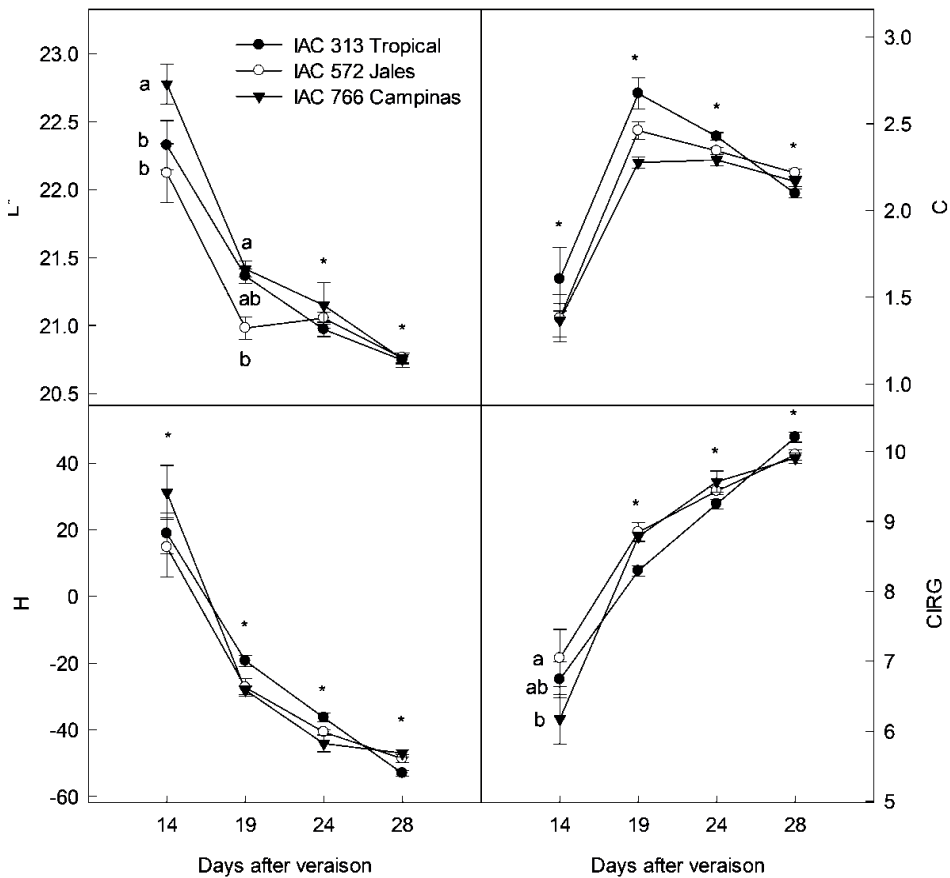 IAC 313 Tropical
IAC 572 Jales
IAC 766 Campinas
23.0
22.5
22.0
21.5
21.0
20.5
a
b
b
a
ab
b
*
*
3.0
2.5
2.0
1.5
1.0
C
*
*
*
*
40
20
0
-20
-40
-60
H
*
*
*
*
10
9
8
7
6
5
CIRG
a
ab
b
*
*
*
14 19 24 28
14 19 24 28
Days after veraison
Days after veraison